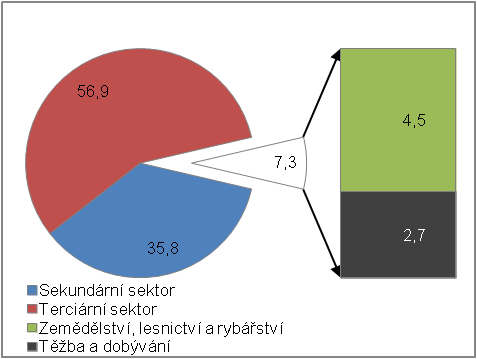 56,9
7,3
4,5
35,8
2,7
Sekundární sektor
Terciární sektor
Zemědělství, lesnictví a rybářství
Těžba a dobývání